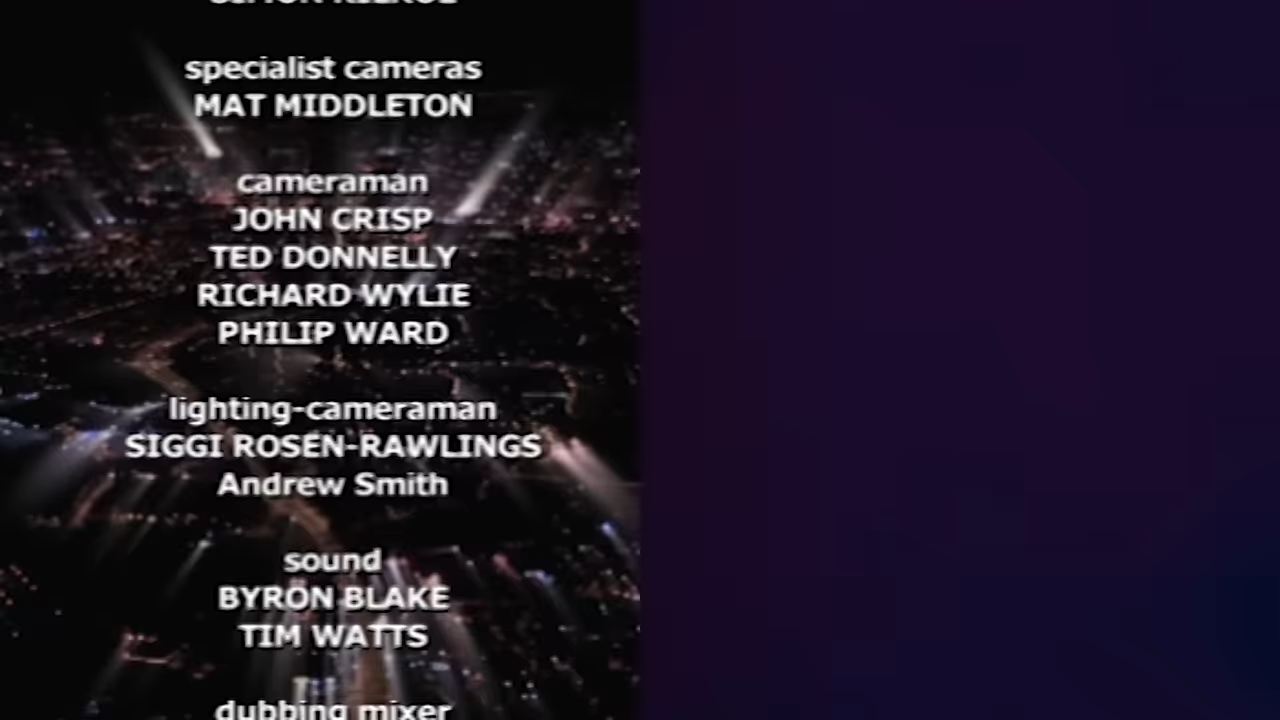 specialist cameras
MAT MIDDLETON
cameraman
JOHN CRISP
TED DONNELLY
RICHARD WYLIE
PHILIP WARD
lighting-cameraman
SIGGI ROSEN-RAWLINGS
Andrew Smith
sound
BYRON BLAKE
TIM WATTS
dubbing mixer